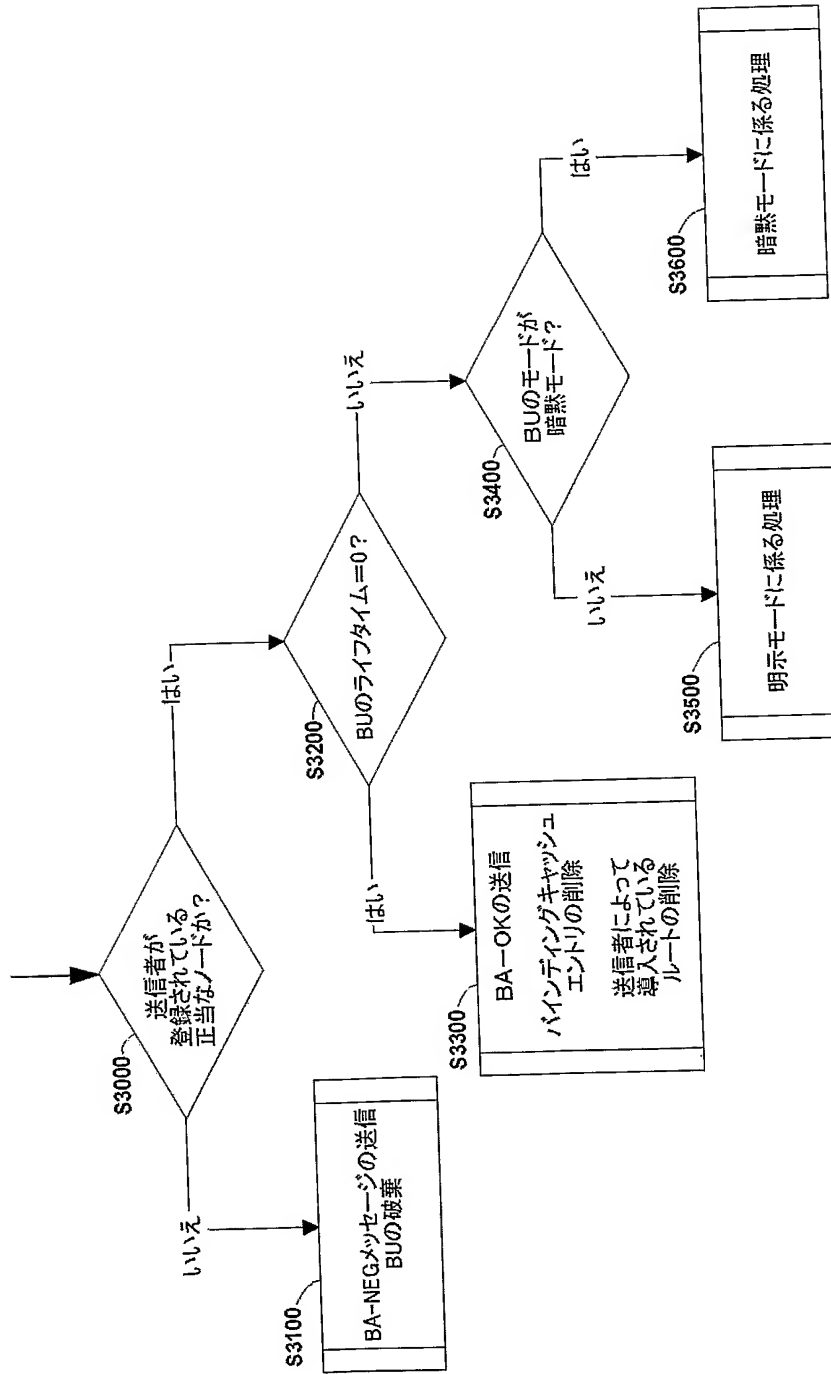 送信者が
登録されている
正当なノードか？
S3000
いいえ
はい
BA-NEGメッセージの送信
BUの破棄
S3100
BUのライフタイム＝0？
S3200
はい
いいえ
BA－OKの送信
バインディングキャッシュ
エントリの削除
送信者によって
導入されている
ルートの削除
S3300
BUのモードが
暗黙モード？
S3400
いいえ
はい
明示モードに係る処理
S3500
暗黙モードに係る処理
S3600